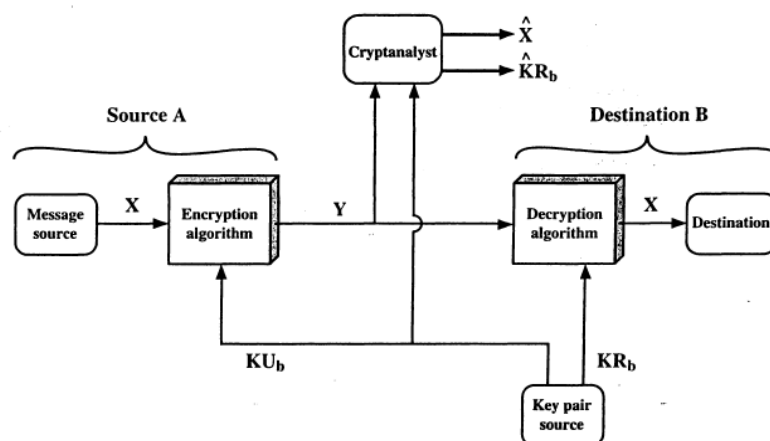 Cryptanalyst
X̂
K̂R_b
Source A
Destination B
Message
source
X
Encryption
algorithm
Y
Decryption
algorithm
X
Destination
KU_b
KR_b
Key pair
source